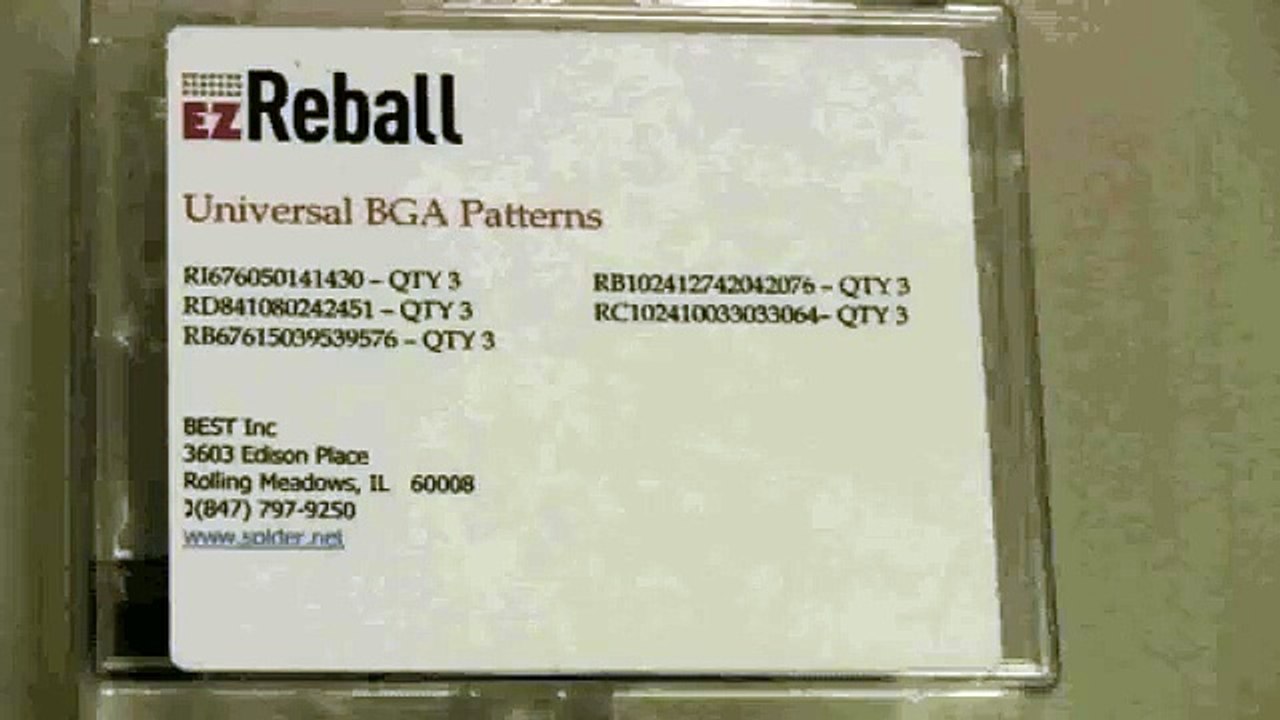 EZReball
Universal BGA Patterns
RI676050141430 – QTY 3
RD841080242451 – QTY 3
RB67615039539576 – QTY 3
RB102412742042076 – QTY 3
RC102410033033064– QTY 3
BEST Inc
3603 Edison Place
Rolling Meadows, IL 60008
(847) 797-9250
www.solder.net